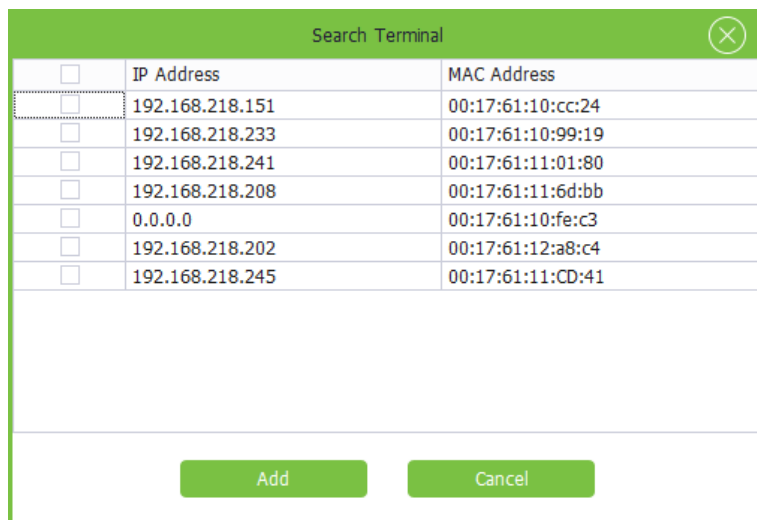 Search Terminal
IP Address MAC Address
192.168.218.151 00:17:61:10:cc:24
192.168.218.233 00:17:61:10:99:19
192.168.218.241 00:17:61:11:01:80
192.168.218.208 00:17:61:11:6d:bb
0.0.0.0 00:17:61:10:fe:c3
192.168.218.202 00:17:61:12:a8:c4
192.168.218.245 00:17:61:11:CD:41
Add Cancel